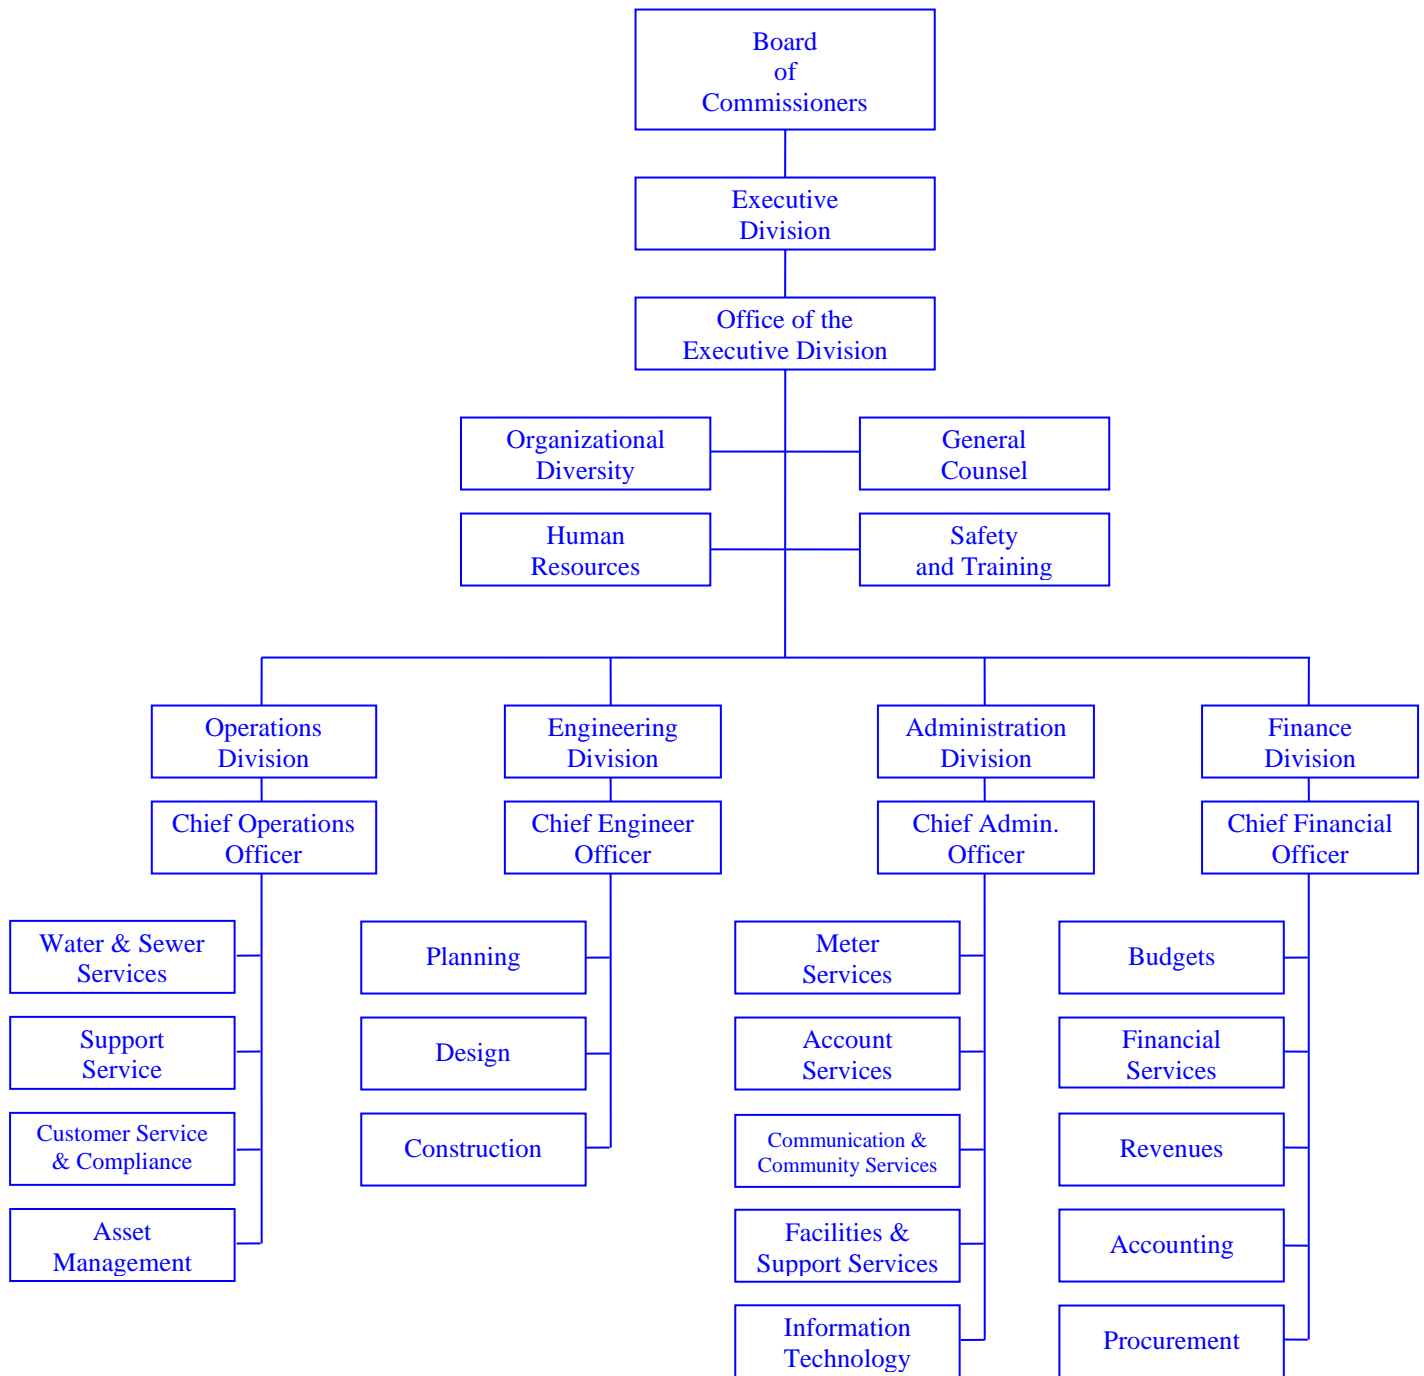 Board
of
Commissioners
Executive
Division
Office of the
Executive Division
Organizational
Diversity
General
Counsel
Human
Resources
Safety
and Training
Operations
Division
Engineering
Division
Administration
Division
Finance
Division
Chief Operations
Officer
Chief Engineer
Officer
Chief Admin.
Officer
Chief Financial
Officer
Water & Sewer
Services
Planning
Meter
Services
Budgets
Support
Service
Design
Account
Services
Financial
Services
Customer Service
& Compliance
Construction
Communication &
Community Services
Revenues
Asset
Management
Facilities &
Support Services
Accounting
Information
Technology
Procurement